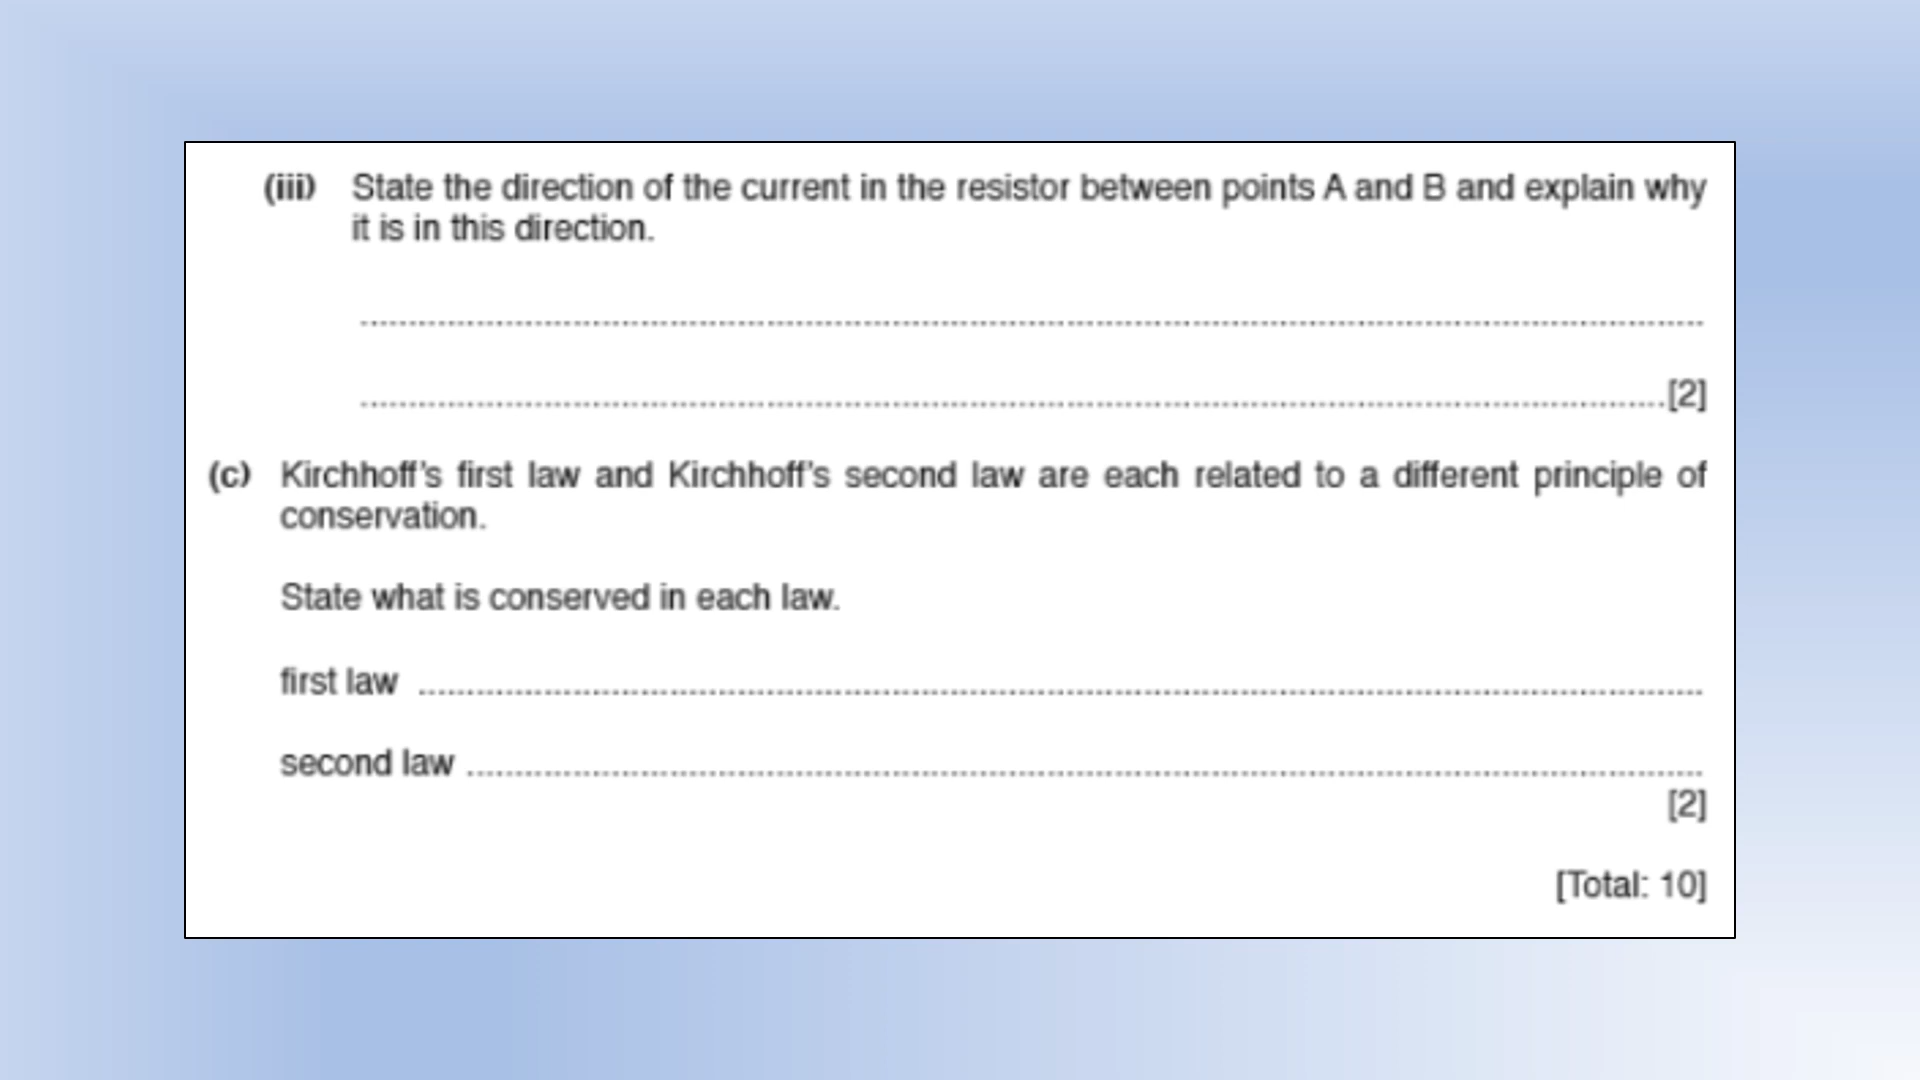 (iii) State the direction of the current in the resistor between points A and B and explain why
it is in this direction.
..........................................................................................
..........................................................................................[2]
(c) Kirchhoff's first law and Kirchhoff's second law are each related to a different principle of
conservation.
State what is conserved in each law.
first law ..........................................................................................
second law ..........................................................................................
[2]
[Total: 10]